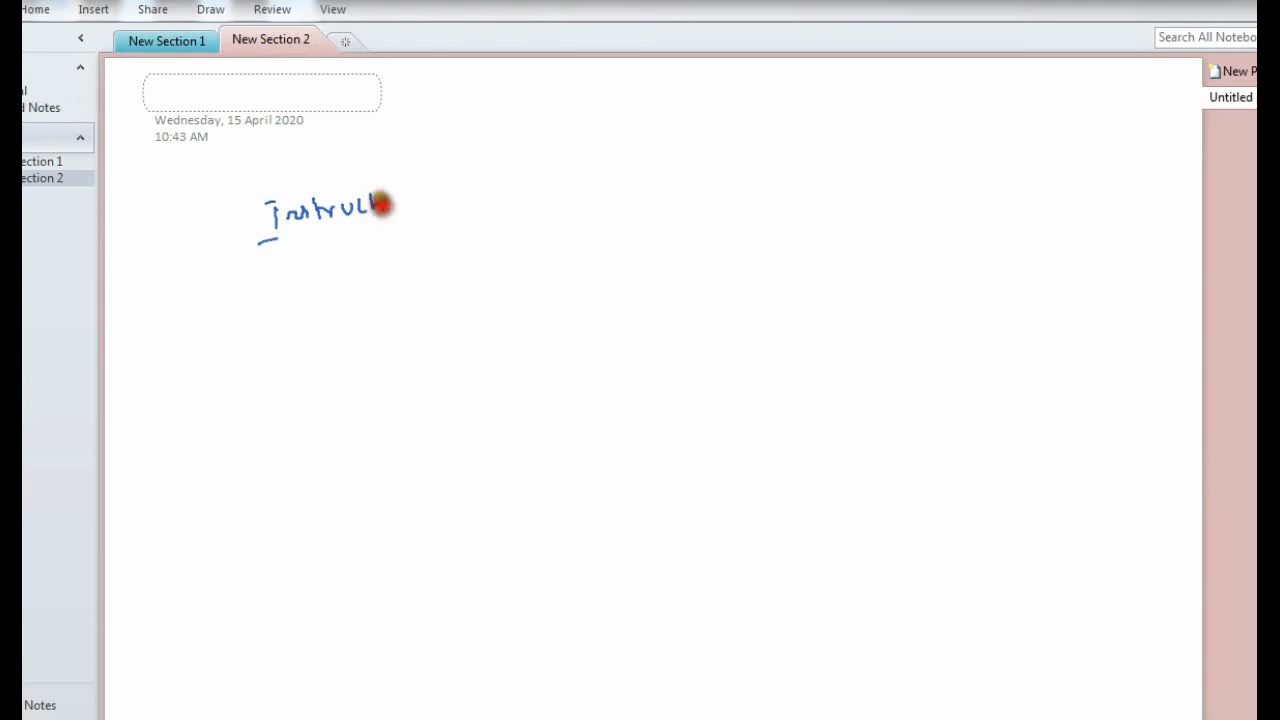 Home Insert Share Draw Review View
New Section 1 New Section 2 Search All Notebo
New P
Untitled
Wednesday, 15 April 2020
10:43 AM
d Notes
ection 1
ection 2
Instruct
Notes